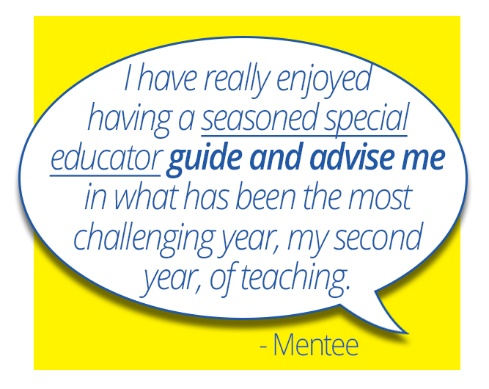 I have really enjoyed
having a seasoned special
educator guide and advise me
in what has been the most
challenging year, my second
year, of teaching.
- Mentee